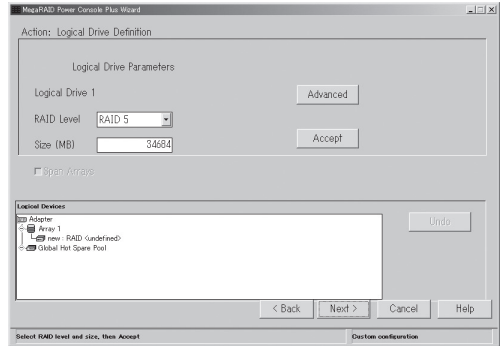 MegaRAID Power Console Plus Wizard
Action: Logical Drive Definition
Logical Drive Parameters
Logical Drive 1
Advanced
RAID Level RAID 5
Size (MB) 34684
Accept
Span Arrays
Logical Devices
Adapter
Array 1
new : RAID <undefined>
Global Hot Spare Pool
Undo
< Back Next > Cancel Help
Select RAID level and size, then Accept Custom configuration